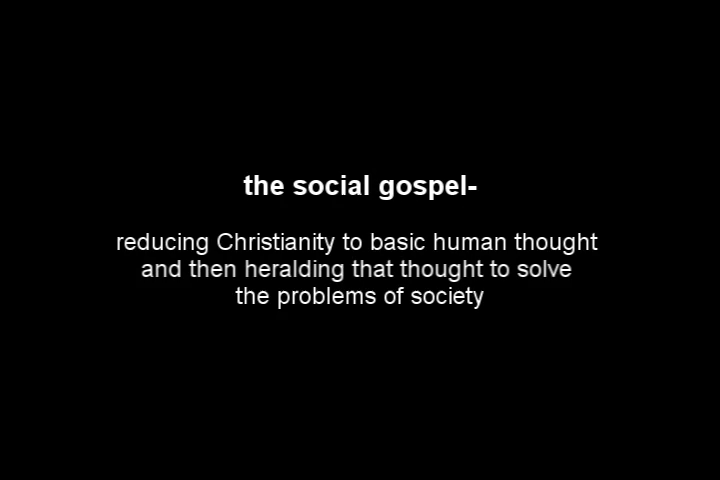 the social gospel-
reducing Christianity to basic human thought
and then heralding that thought to solve
the problems of society